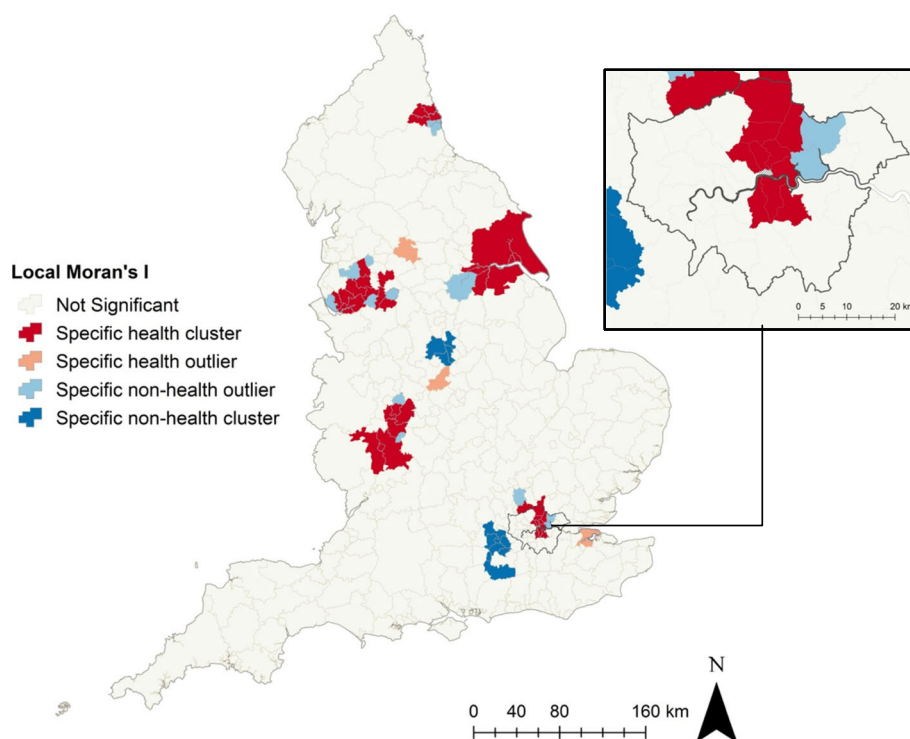 Local Moran's I
Not Significant
Specific health cluster
Specific health outlier
Specific non-health outlier
Specific non-health cluster
0 5 10 20 km
N
0 40 80 160 km